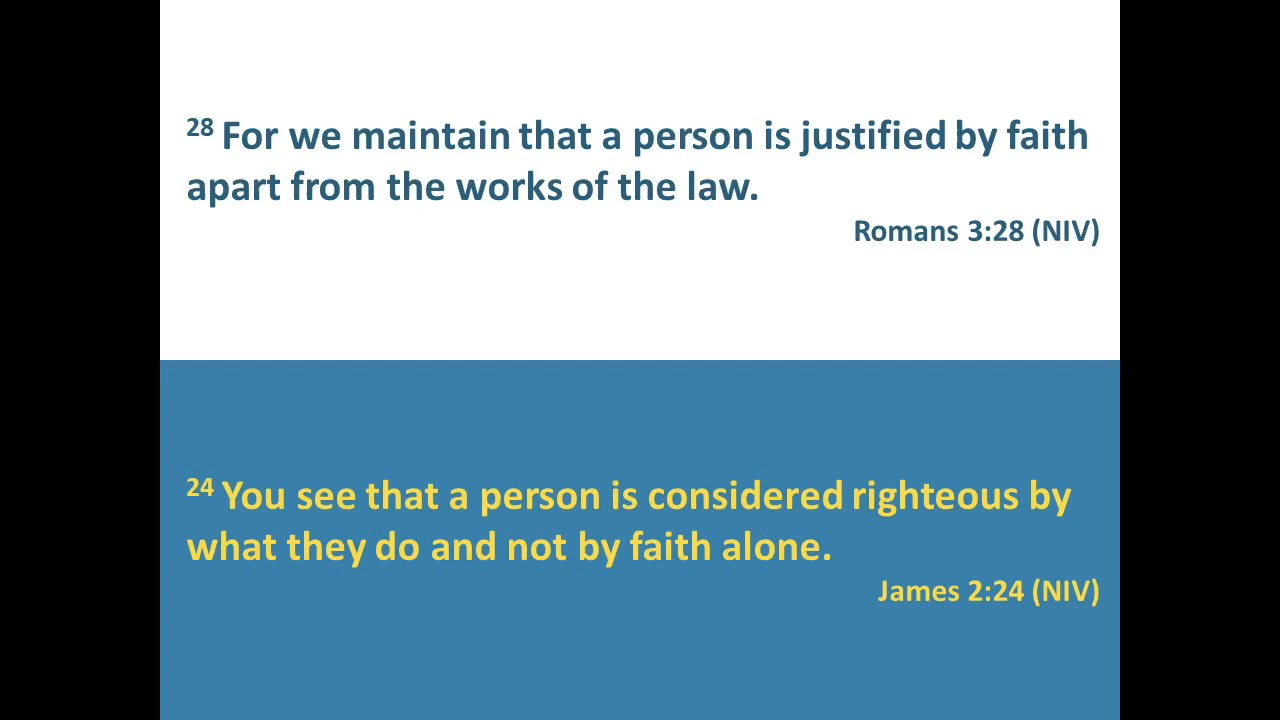 28 For we maintain that a person is justified by faith
apart from the works of the law.
Romans 3:28 (NIV)
24 You see that a person is considered righteous by
what they do and not by faith alone.
James 2:24 (NIV)